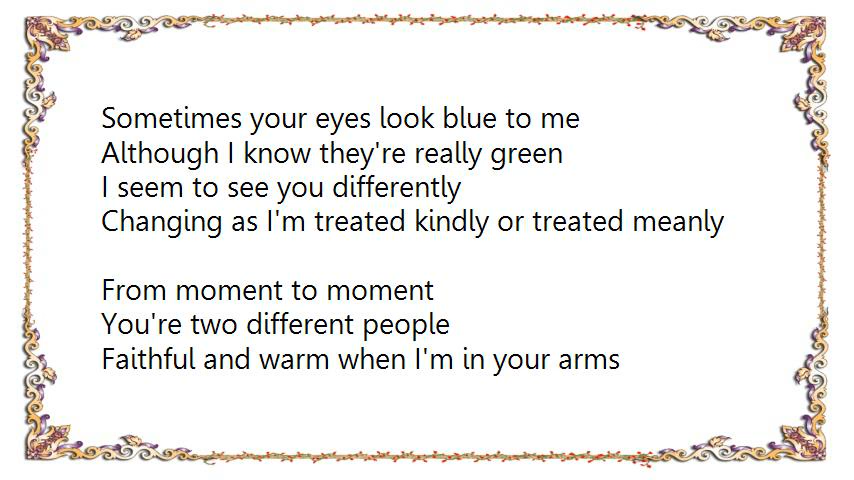 Sometimes your eyes look blue to me
Although I know they're really green
I seem to see you differently
Changing as I'm treated kindly or treated meanly
From moment to moment
You're two different people
Faithful and warm when I'm in your arms